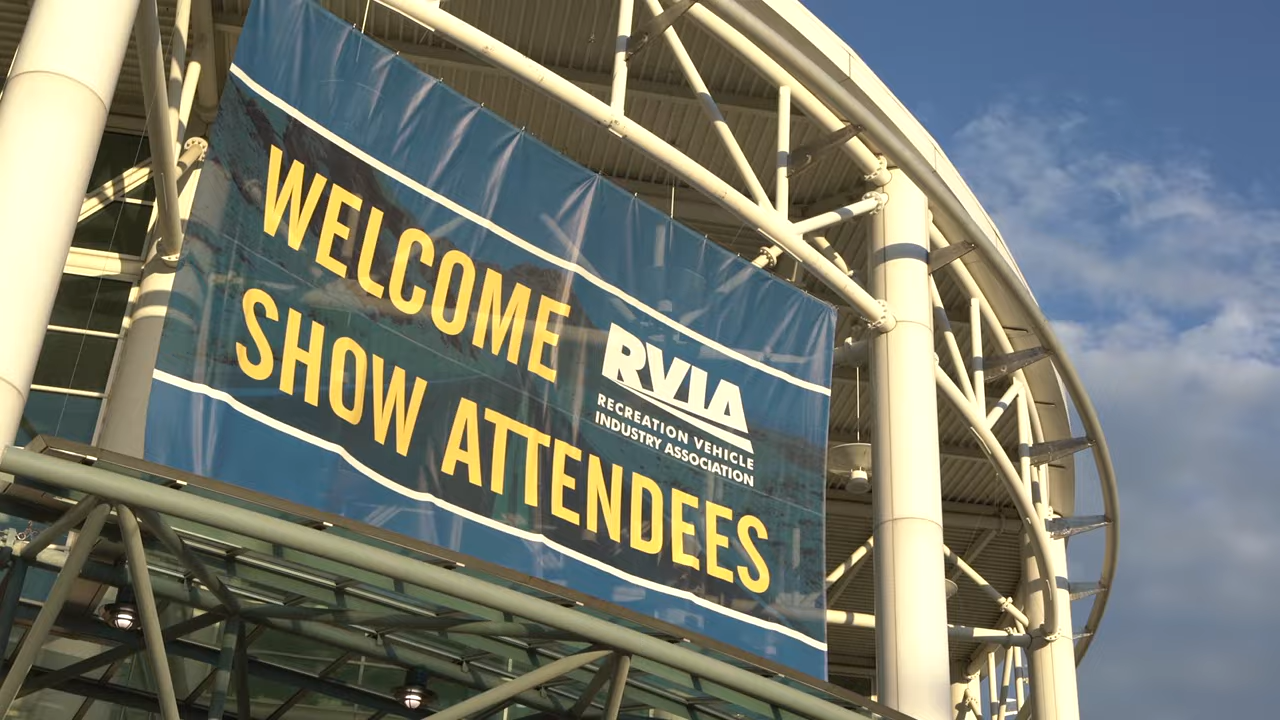 WELCOME
SHOW ATTENDEES
RVIA
RECREATION VEHICLE
INDUSTRY ASSOCIATION